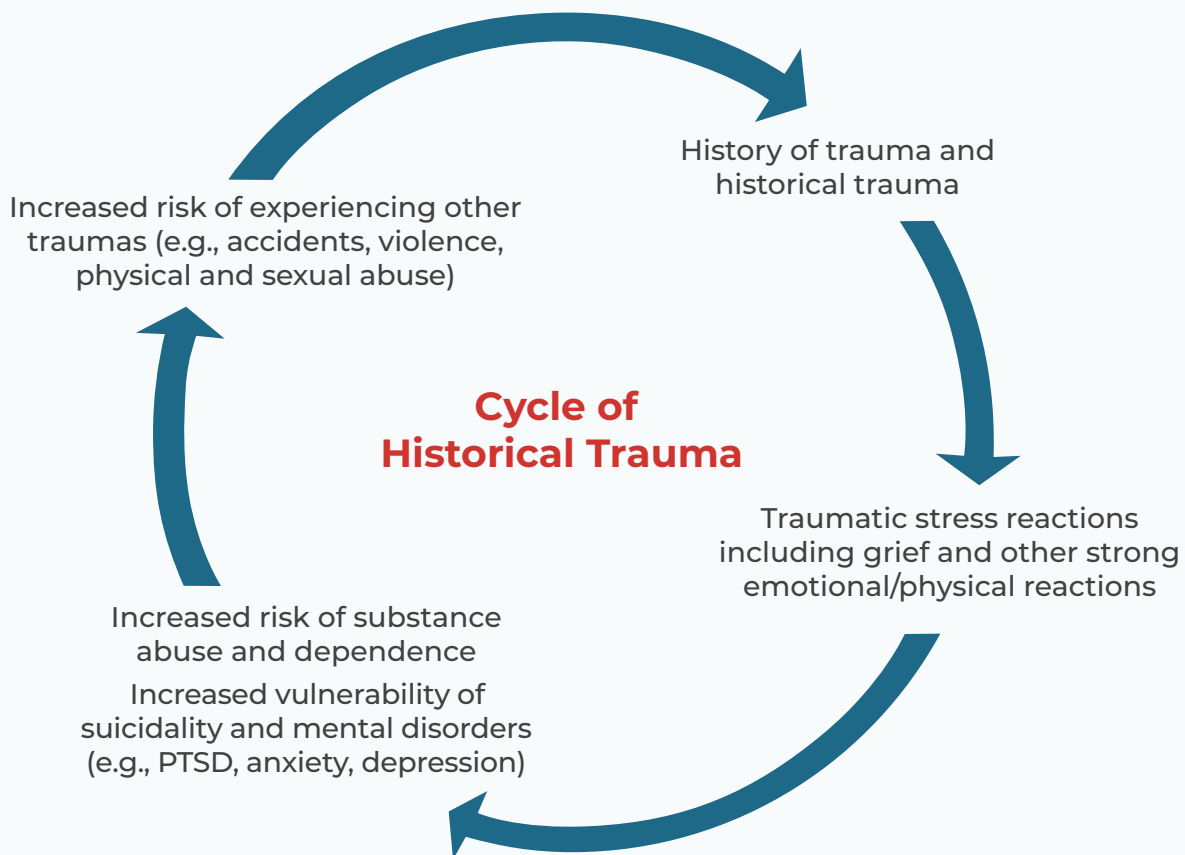 History of trauma and
historical trauma
Increased risk of experiencing other
traumas (e.g., accidents, violence,
physical and sexual abuse)
Cycle of
Historical Trauma
Traumatic stress reactions
including grief and other strong
emotional/physical reactions
Increased risk of substance
abuse and dependence
Increased vulnerability of
suicidality and mental disorders
(e.g., PTSD, anxiety, depression)